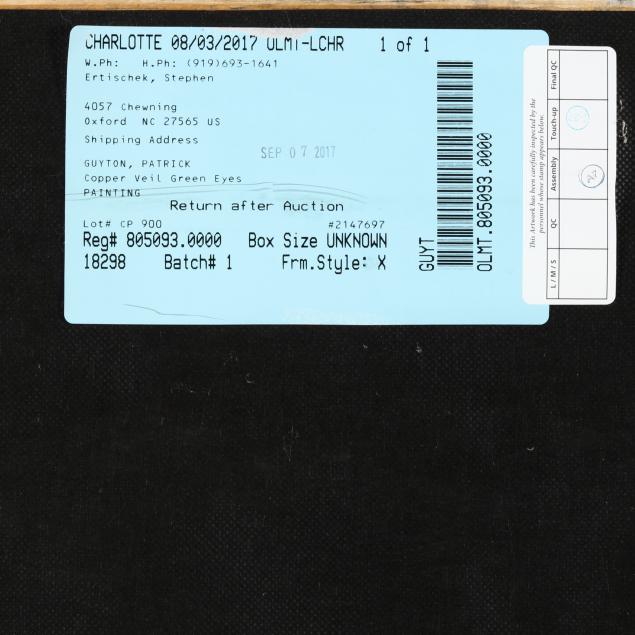 CHARLOTTE 08/03/2017 OLMT-LCHR 1 of 1
W.Ph: H.Ph: (919)693-1641
Ertischek, Stephen
4057 Chewning
Oxford NC 27565 US
Shipping Address
SEP 07 2017
GUYTON, PATRICK
Copper Veil Green Eyes
PAINTING
Return after Auction
Lot# CP 900 #2147697
Reg# 805093.0000 Box Size UNKNOWN
18298 Batch# 1 Frm.Style: X
GUYT
OLMT.805093.0000
This Artwork has been carefully inspected by the
personnel whose stamp appears below.
L / M / S QC Assembly Touch-up Final QC